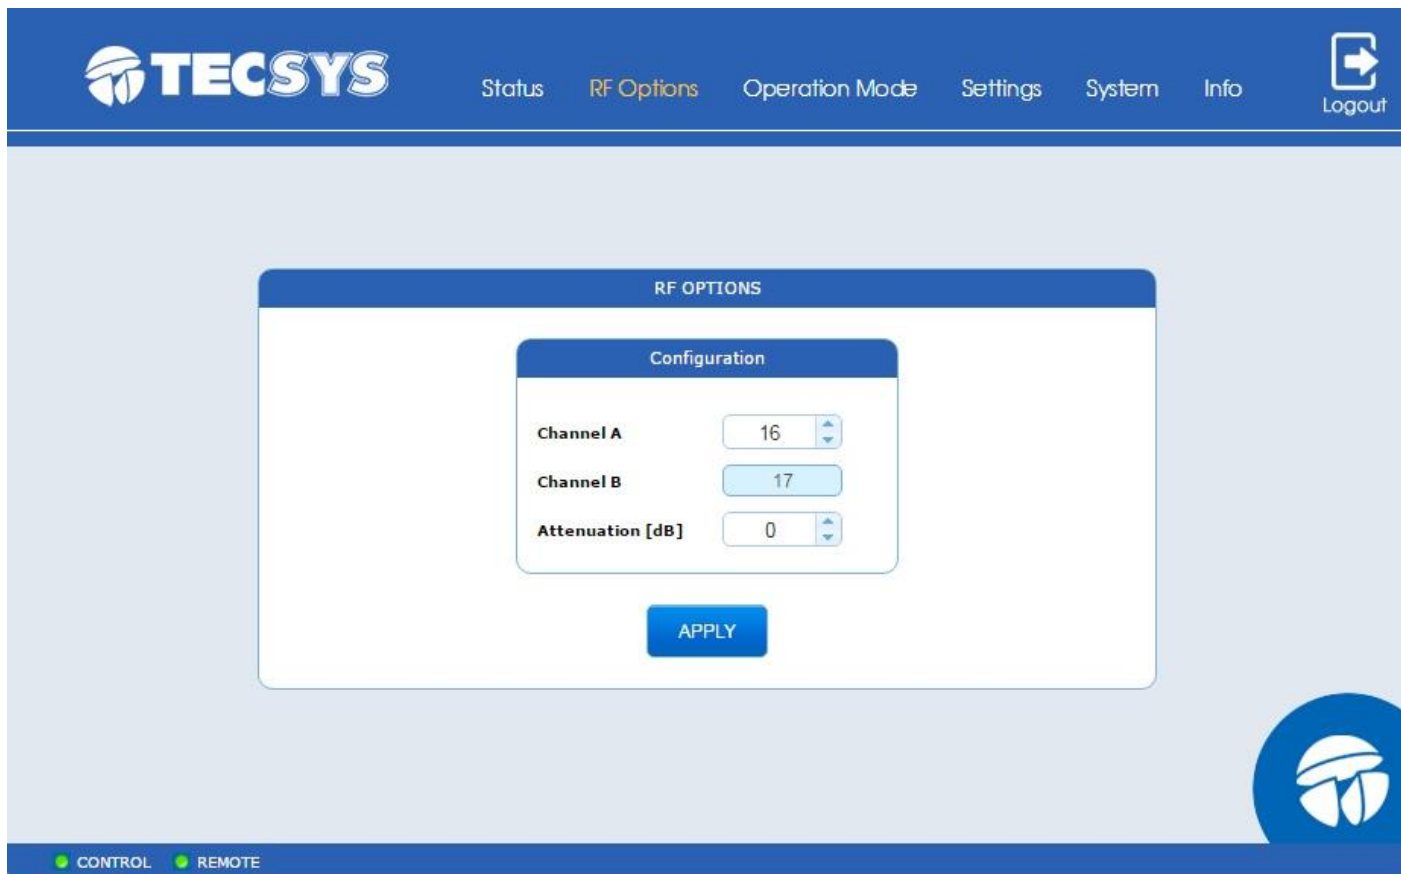 TECSYS
Status RF Options Operation Mode Settings System Info Logout
RF OPTIONS
Configuration
Channel A 16
Channel B 17
Attenuation [dB] 0
APPLY
CONTROL REMOTE